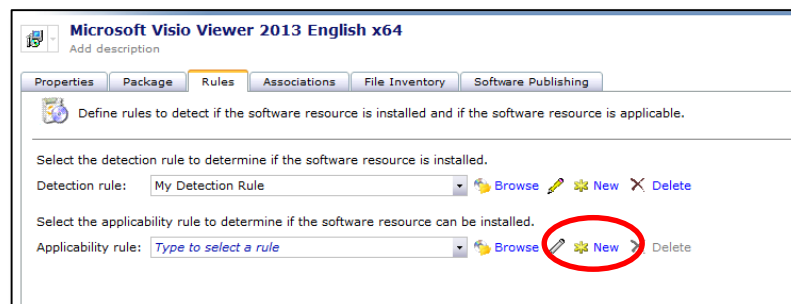 Microsoft Visio Viewer 2013 English x64
Add description
Properties Package Rules Associations File Inventory Software Publishing
Define rules to detect if the software resource is installed and if the software resource is applicable.
Select the detection rule to determine if the software resource is installed.
Detection rule: My Detection Rule Browse New Delete
Select the applicability rule to determine if the software resource can be installed.
Applicability rule: Type to select a rule Browse New Delete